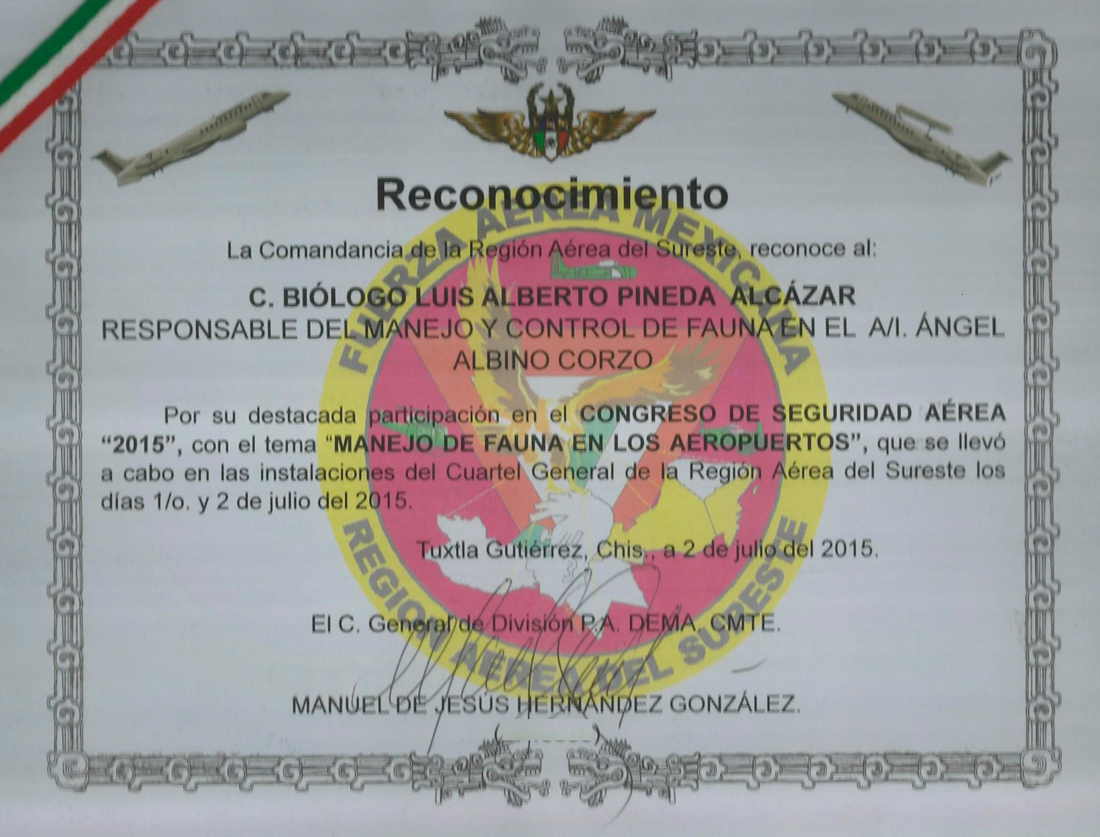 Reconocimiento
FUERZA AEREA MEXICANA
La Comandancia de la Región Aérea del Sureste, reconoce al:
C. BIÓLOGO LUIS ALBERTO PINEDA ALCÁZAR
RESPONSABLE DEL MANEJO Y CONTROL DE FAUNA EN EL A/I. ÁNGEL
ALBINO CORZO
Por su destacada participación en el CONGRESO DE SEGURIDAD AÉREA
“2015”, con el tema “MANEJO DE FAUNA EN LOS AEROPUERTOS”, que se llevó
a cabo en las instalaciones del Cuartel General de la Región Aérea del Sureste los
días 1/o. y 2 de julio del 2015.
Tuxtla Gutiérrez, Chis., a 2 de julio del 2015.
El C. General de División P.A. DEMA, CMTE.
REGION AEREA DEL SURESTE
MANUEL DE JESÚS HERNÁNDEZ GONZÁLEZ.